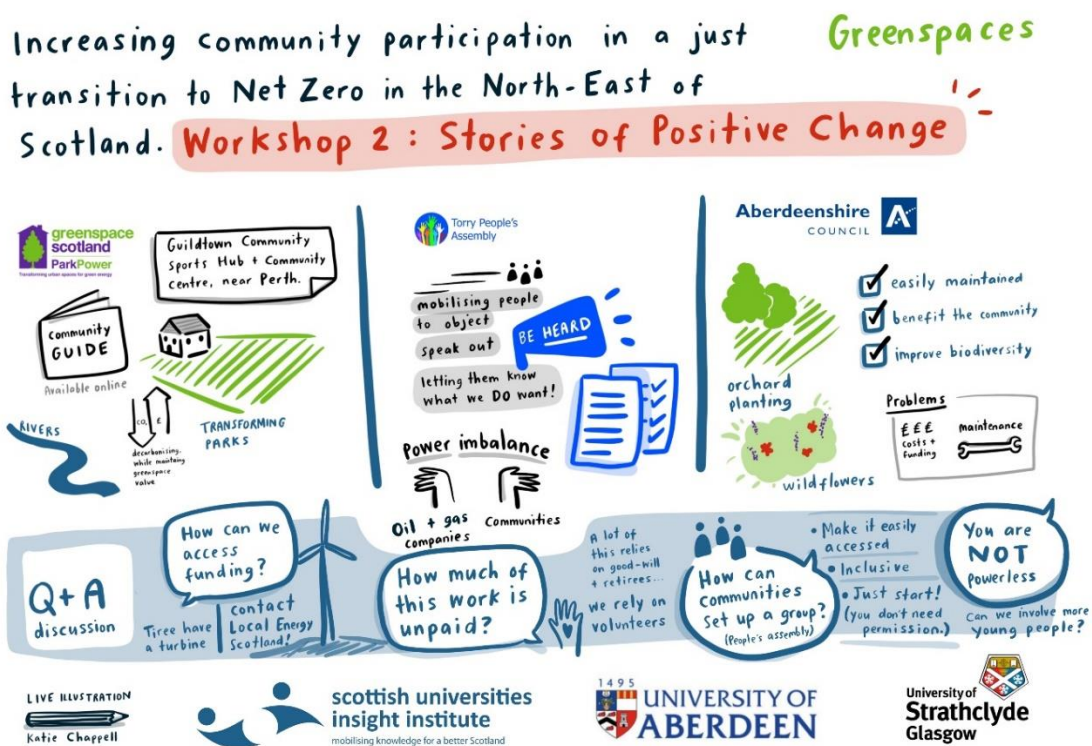 Increasing community participation in a just
transition to Net Zero in the North-East of
Scotland. Workshop 2: Stories of Positive Change
Greenspaces
greenspace
scotland
ParkPower
Transforming urban spaces for green energy
Guildtown Community
Sports Hub + Community
centre, near Perth.
community
GUIDE
Available online
RIVERS
CO₂ £
decarbonising,
while maintaing
greenspace
value
TRANSFORMING
PARKS
Torry People's
Assembly
mobilising people
to object
speak out
letting them know
what we DO want!
BE HEARD
Power imbalance
Oil + gas
companies
Communities
Aberdeenshire
COUNCIL
easily maintained
benefit the community
improve biodiversity
orchard
planting
wildflowers
Problems
£££
costs +
funding
maintenance
Q+A
discussion
How can we
access
funding?
Tiree have
a turbine
contact
Local Energy
Scotland!
How much of
this work is
unpaid?
A lot of
this relies
on good-will
+ retirees...
we rely on
volunteers
How can
communities
set up a group?
(People's assembly)
• Make it easily
accessed
• Inclusive
• Just start!
(you don't need
permission.)
You are
NOT
powerless
Can we involve more
young people?
LIVE ILLUSTRATION
Katie Chappell
scottish universities
insight institute
mobilising knowledge for a better Scotland
1495
UNIVERSITY OF
ABERDEEN
University of
Strathclyde
Glasgow